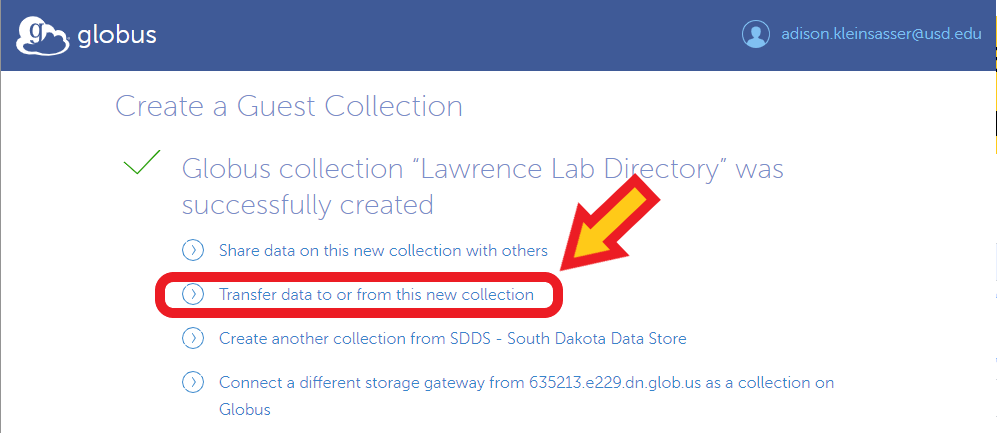 globus
adison.kleinsasser@usd.edu
Create a Guest Collection
Globus collection “Lawrence Lab Directory” was
successfully created
Share data on this new collection with others
Transfer data to or from this new collection
Create another collection from SDDS - South Dakota Data Store
Connect a different storage gateway from 635213.e229.dn.glob.us as a collection on
Globus